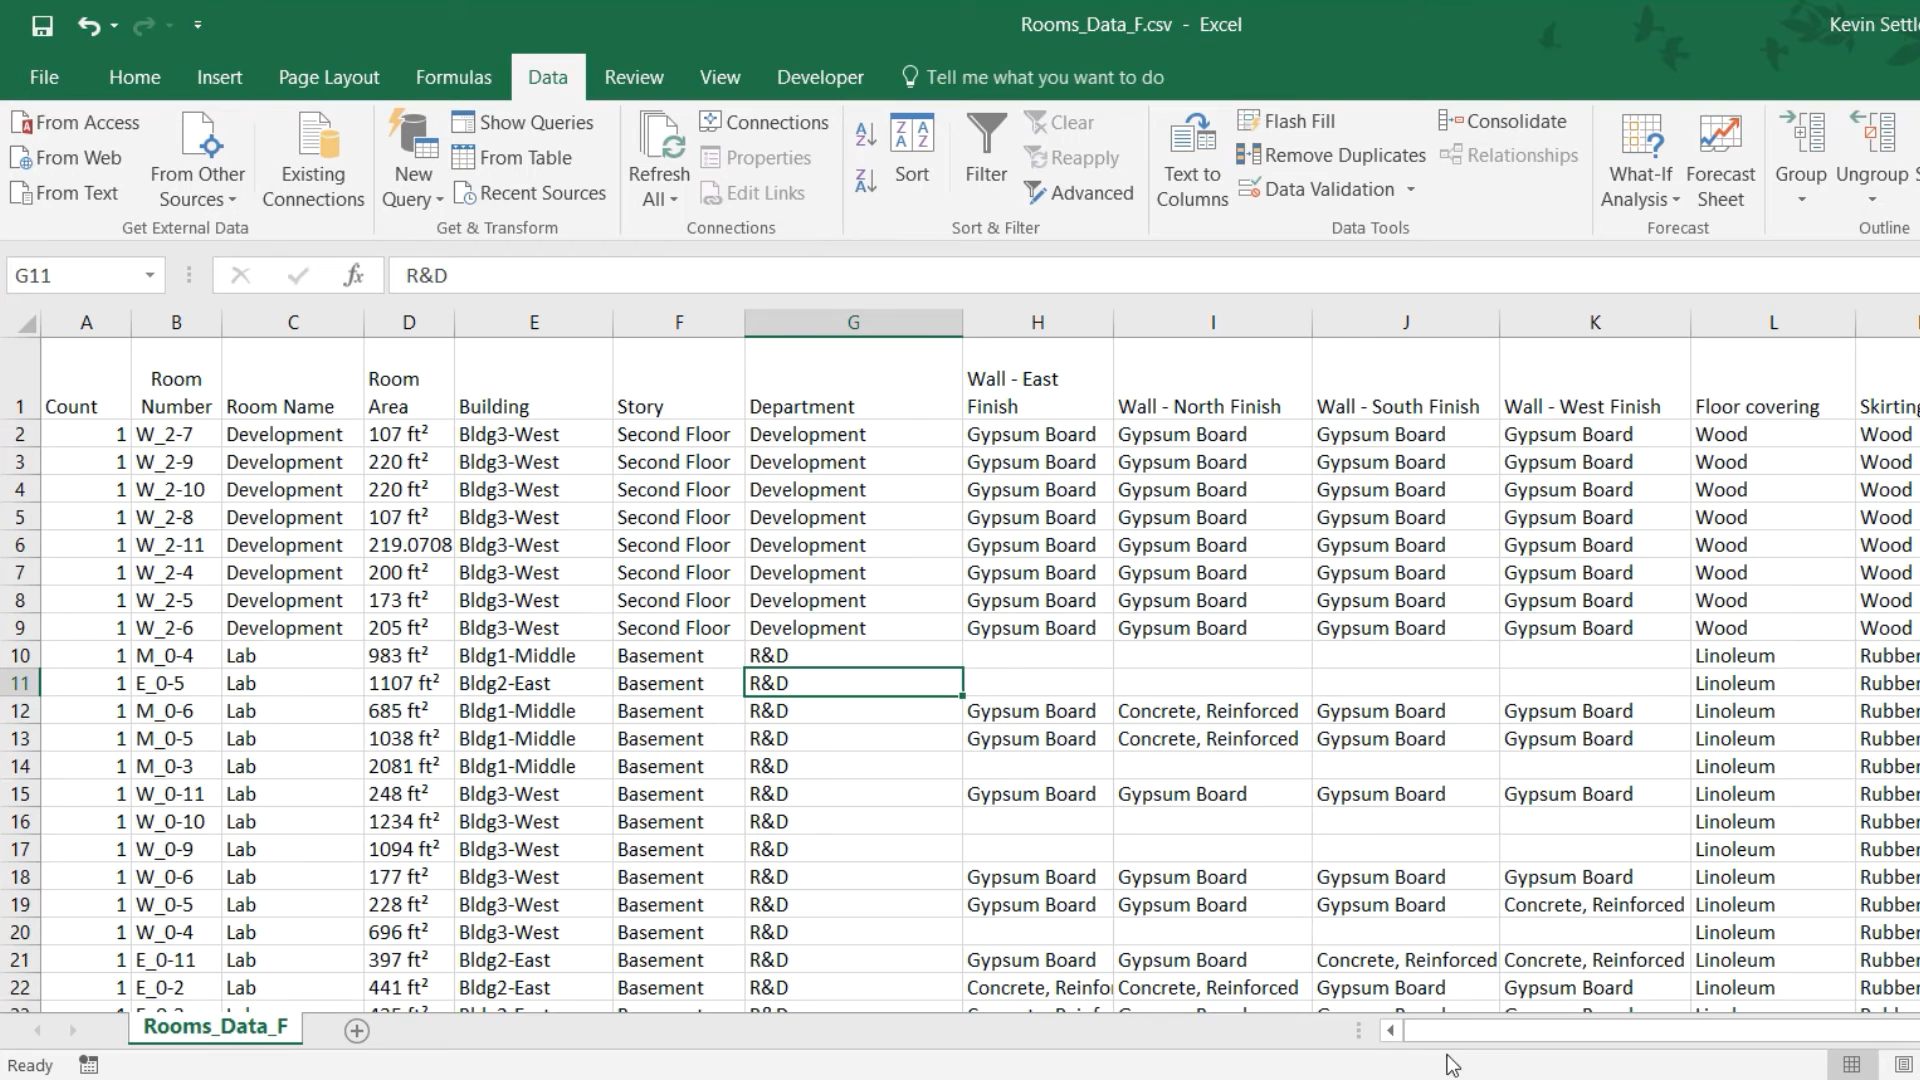 Rooms_Data_F.csv - Excel
Kevin Settle
File Home Insert Page Layout Formulas Data Review View Developer Tell me what you want to do
From Access
From Web
From Text
From Other Sources
Existing Connections
Get External Data
New Query
Show Queries
From Table
Recent Sources
Get & Transform
Refresh All
Connections
Properties
Edit Links
Connections
Sort
Filter
Clear
Reapply
Advanced
Sort & Filter
Text to Columns
Flash Fill
Remove Duplicates
Data Validation
Consolidate
Relationships
Data Tools
What-If Analysis
Forecast Sheet
Forecast
Group
Ungroup
Outline
G11 fx R&D
A B C D E F G H I J K L
1 Count Room Number Room Name Room Area Building Story Department Wall - East Finish Wall - North Finish Wall - South Finish Wall - West Finish Floor covering Skirting
2 1 W_2-7 Development 107 ft² Bldg3-West Second Floor Development Gypsum Board Gypsum Board Gypsum Board Gypsum Board Wood Wood
3 1 W_2-9 Development 220 ft² Bldg3-West Second Floor Development Gypsum Board Gypsum Board Gypsum Board Gypsum Board Wood Wood
4 1 W_2-10 Development 220 ft² Bldg3-West Second Floor Development Gypsum Board Gypsum Board Gypsum Board Gypsum Board Wood Wood
5 1 W_2-8 Development 107 ft² Bldg3-West Second Floor Development Gypsum Board Gypsum Board Gypsum Board Gypsum Board Wood Wood
6 1 W_2-11 Development 219.0708 Bldg3-West Second Floor Development Gypsum Board Gypsum Board Gypsum Board Gypsum Board Wood Wood
7 1 W_2-4 Development 200 ft² Bldg3-West Second Floor Development Gypsum Board Gypsum Board Gypsum Board Gypsum Board Wood Wood
8 1 W_2-5 Development 173 ft² Bldg3-West Second Floor Development Gypsum Board Gypsum Board Gypsum Board Gypsum Board Wood Wood
9 1 W_2-6 Development 205 ft² Bldg3-West Second Floor Development Gypsum Board Gypsum Board Gypsum Board Gypsum Board Wood Wood
10 1 M_0-4 Lab 983 ft² Bldg1-Middle Basement R&D Linoleum Rubber
11 1 E_0-5 Lab 1107 ft² Bldg2-East Basement R&D Linoleum Rubber
12 1 M_0-6 Lab 685 ft² Bldg1-Middle Basement R&D Gypsum Board Concrete, Reinforced Gypsum Board Gypsum Board Linoleum Rubber
13 1 M_0-5 Lab 1038 ft² Bldg1-Middle Basement R&D Gypsum Board Concrete, Reinforced Gypsum Board Gypsum Board Linoleum Rubber
14 1 M_0-3 Lab 2081 ft² Bldg1-Middle Basement R&D Linoleum Rubber
15 1 W_0-11 Lab 248 ft² Bldg3-West Basement R&D Gypsum Board Gypsum Board Gypsum Board Gypsum Board Linoleum Rubber
16 1 W_0-10 Lab 1234 ft² Bldg3-West Basement R&D Linoleum Rubber
17 1 W_0-9 Lab 1094 ft² Bldg3-West Basement R&D Linoleum Rubber
18 1 W_0-6 Lab 177 ft² Bldg3-West Basement R&D Gypsum Board Gypsum Board Gypsum Board Gypsum Board Linoleum Rubber
19 1 W_0-5 Lab 228 ft² Bldg3-West Basement R&D Gypsum Board Gypsum Board Gypsum Board Concrete, Reinforced Linoleum Rubber
20 1 W_0-4 Lab 696 ft² Bldg3-West Basement R&D Linoleum Rubber
21 1 E_0-11 Lab 397 ft² Bldg2-East Basement R&D Gypsum Board Gypsum Board Concrete, Reinforced Concrete, Reinforced Linoleum Rubber
22 1 E_0-2 Lab 441 ft² Bldg2-East Basement R&D Concrete, Reinfo Concrete, Reinforced Gypsum Board Gypsum Board Linoleum Rubber
Rooms_Data_F
Ready